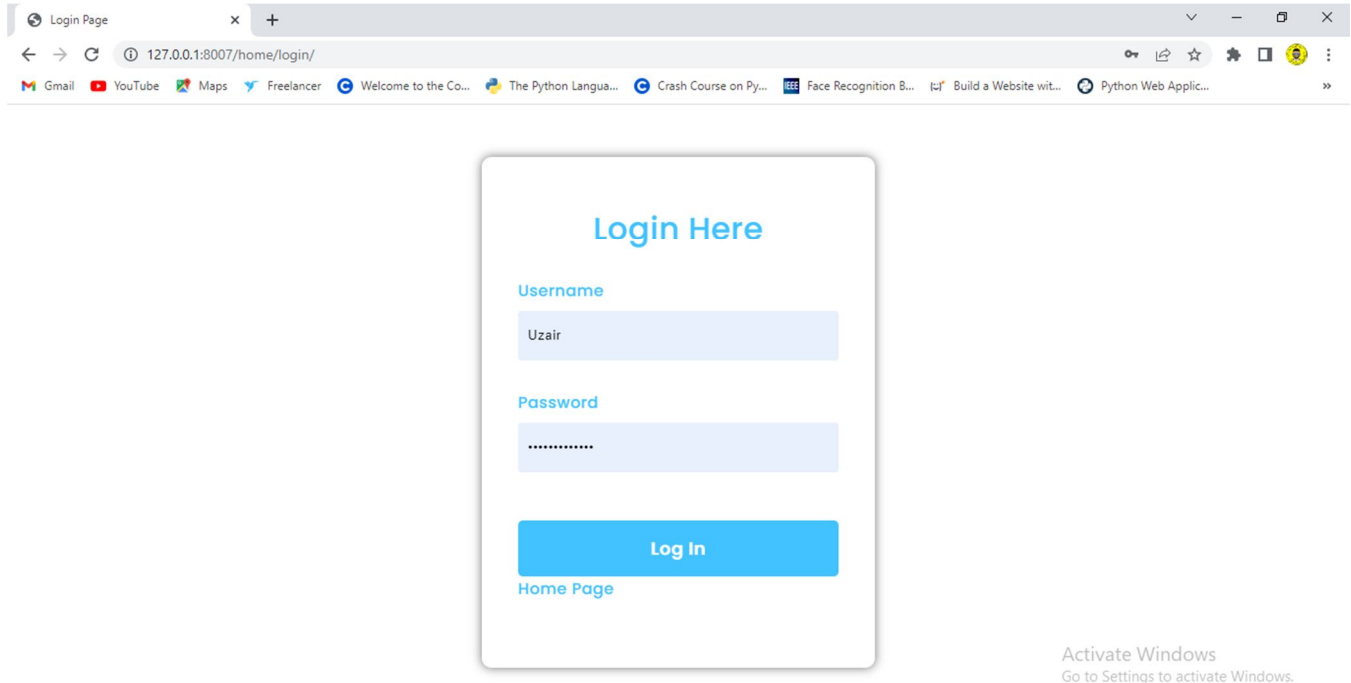 Login Page
127.0.0.1:8007/home/login/
Gmail YouTube Maps Freelancer Welcome to the Co... The Python Langua... Crash Course on Py... IEEE Face Recognition B... Build a Website wit... Python Web Applic... »
Login Here
Username
Uzair
Password
•••••••••••••
Log In
Home Page
Activate Windows
Go to Settings to activate Windows.